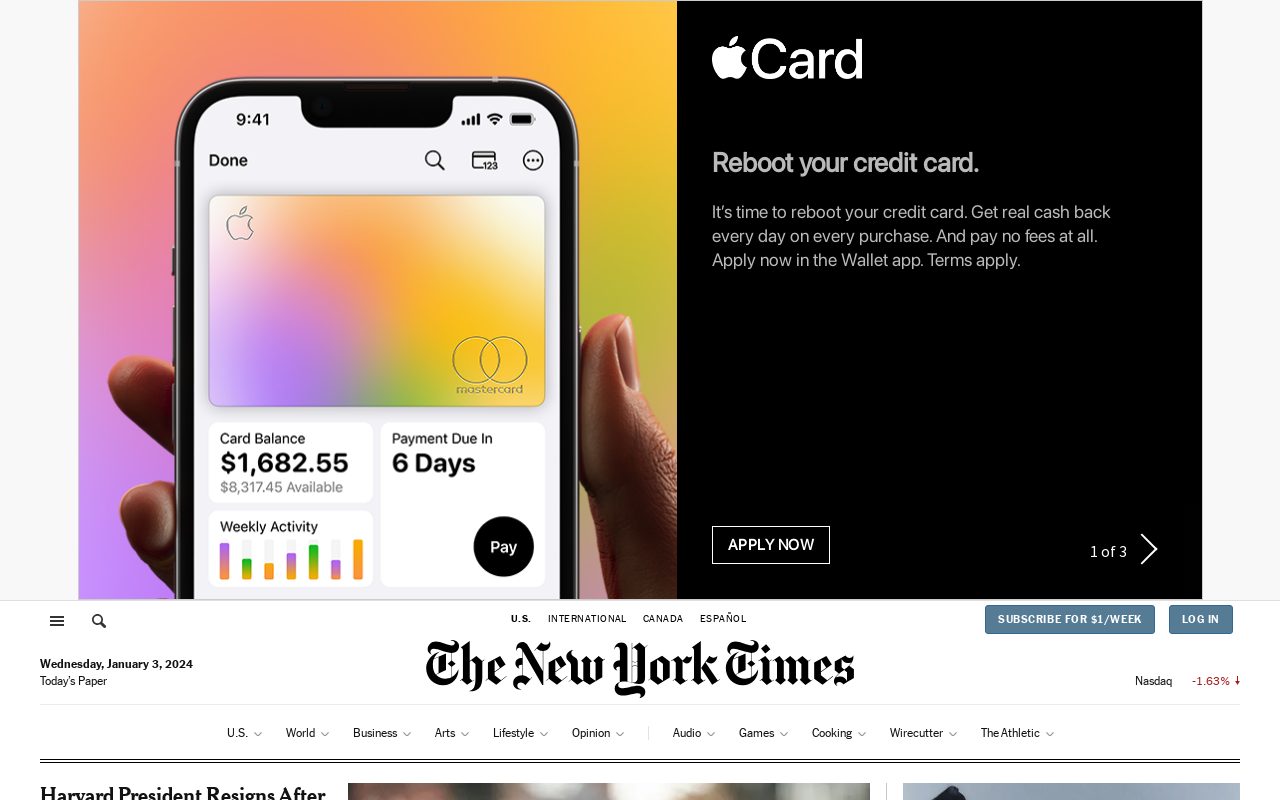 Card
9:41
Done
123
Reboot your credit card.
It's time to reboot your credit card. Get real cash back
every day on every purchase. And pay no fees at all.
Apply now in the Wallet app. Terms apply.
mastercard
Card Balance
$1,682.55
$8,317.45 Available
Payment Due In
6 Days
Weekly Activity
Pay
APPLY NOW
1 of 3
U.S. INTERNATIONAL CANADA ESPAÑOL
SUBSCRIBE FOR $1/WEEK
LOG IN
The New York Times
Wednesday, January 3, 2024
Today's Paper
Nasdaq -1.63%
U.S. World Business Arts Lifestyle Opinion Audio Games Cooking Wirecutter The Athletic
Harvard President Resigns After